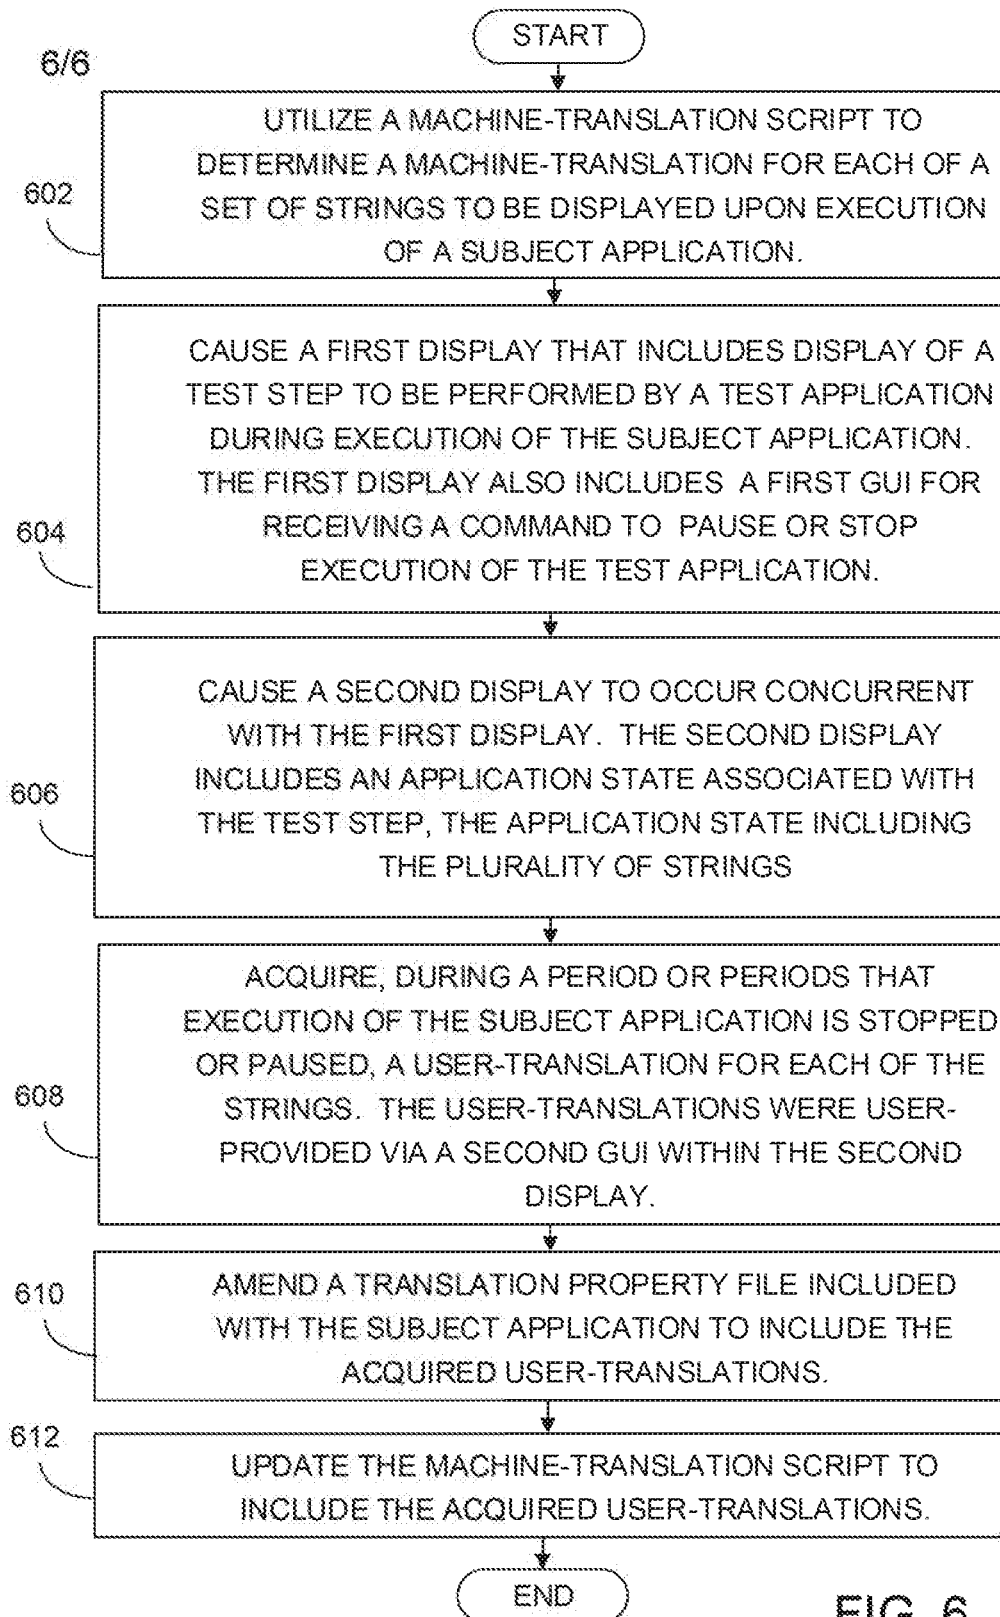 START
6/6
UTILIZE A MACHINE-TRANSLATION SCRIPT TO
DETERMINE A MACHINE-TRANSLATION FOR EACH OF A
SET OF STRINGS TO BE DISPLAYED UPON EXECUTION
OF A SUBJECT APPLICATION.
602
CAUSE A FIRST DISPLAY THAT INCLUDES DISPLAY OF A
TEST STEP TO BE PERFORMED BY A TEST APPLICATION
DURING EXECUTION OF THE SUBJECT APPLICATION.
THE FIRST DISPLAY ALSO INCLUDES A FIRST GUI FOR
RECEIVING A COMMAND TO PAUSE OR STOP
EXECUTION OF THE TEST APPLICATION.
604
CAUSE A SECOND DISPLAY TO OCCUR CONCURRENT
WITH THE FIRST DISPLAY. THE SECOND DISPLAY
INCLUDES AN APPLICATION STATE ASSOCIATED WITH
THE TEST STEP, THE APPLICATION STATE INCLUDING
THE PLURALITY OF STRINGS
606
ACQUIRE, DURING A PERIOD OR PERIODS THAT
EXECUTION OF THE SUBJECT APPLICATION IS STOPPED
OR PAUSED, A USER-TRANSLATION FOR EACH OF THE
STRINGS. THE USER-TRANSLATIONS WERE USER-
PROVIDED VIA A SECOND GUI WITHIN THE SECOND
DISPLAY.
608
AMEND A TRANSLATION PROPERTY FILE INCLUDED
WITH THE SUBJECT APPLICATION TO INCLUDE THE
ACQUIRED USER-TRANSLATIONS.
610
UPDATE THE MACHINE-TRANSLATION SCRIPT TO
INCLUDE THE ACQUIRED USER-TRANSLATIONS.
612
END
FIG. 6